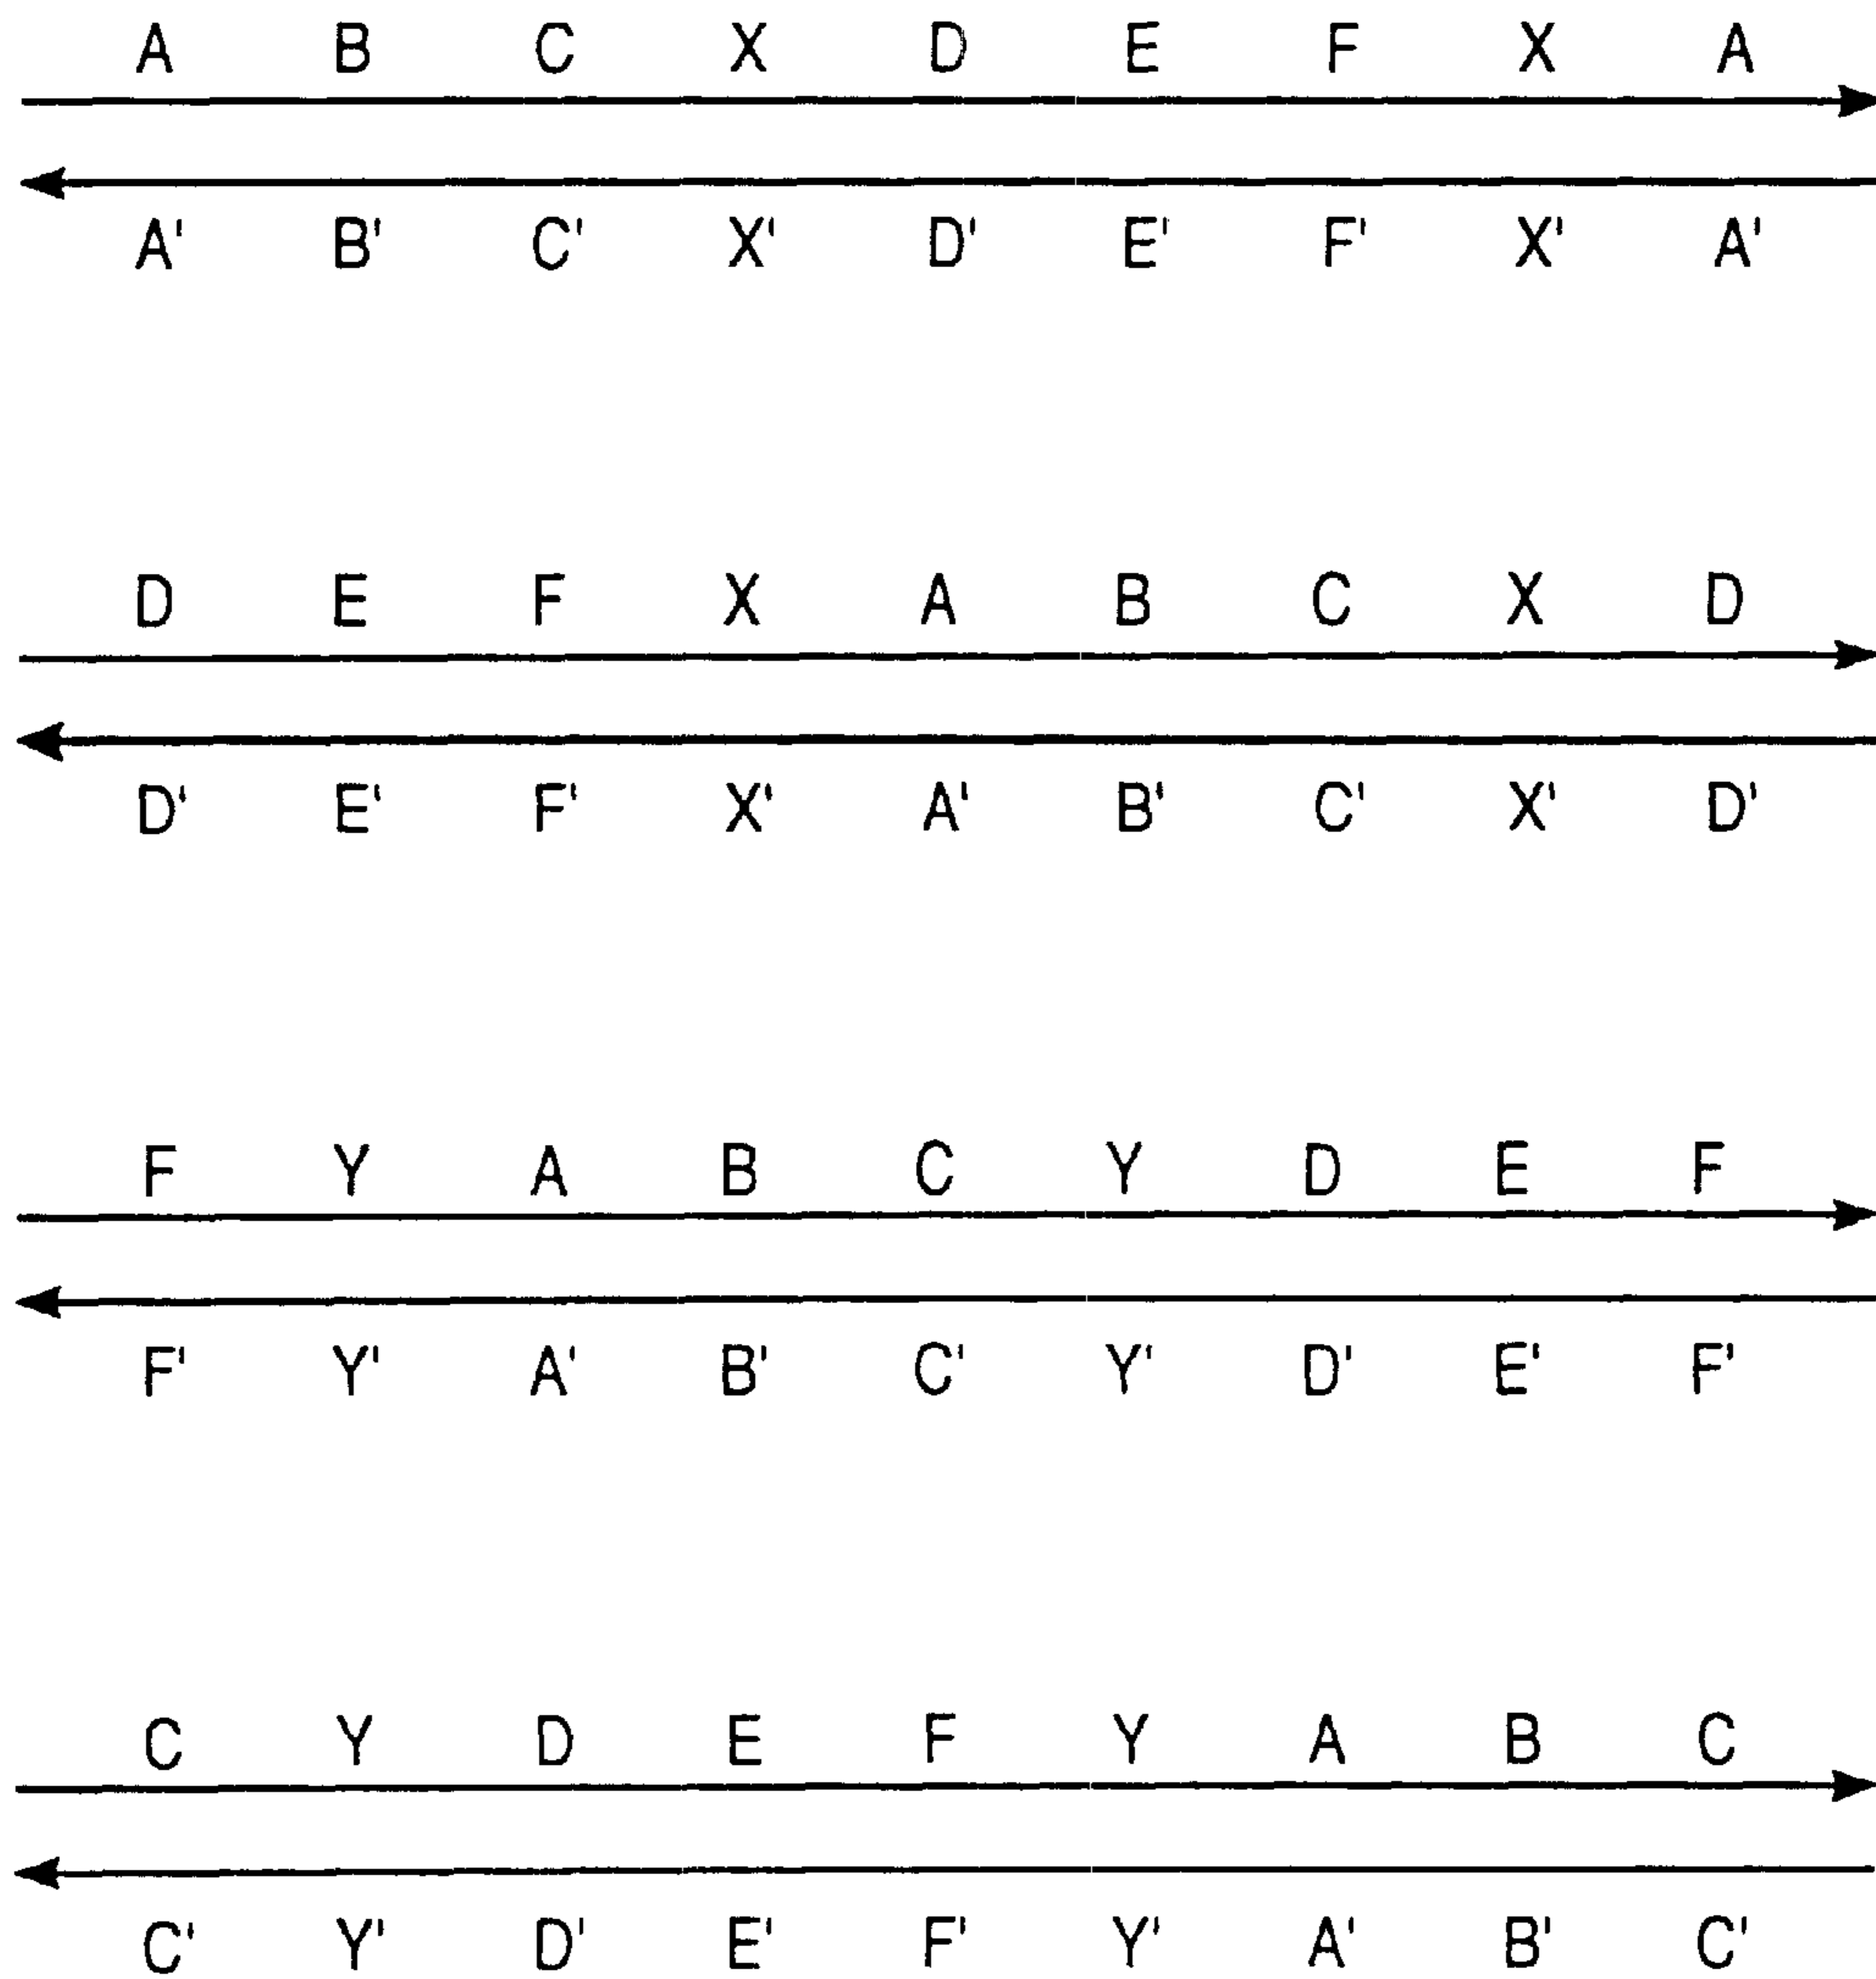 A B C X D E F X A
A' B' C' X' D' E' F' X' A'
D E F X A B C X D
D' E' F' X' A' B' C' X' D'
F Y A B C Y D E F
F' Y' A' B' C' Y' D' E' F'
C Y D E F Y A B C
C' Y' D' E' F' Y' A' B' C'